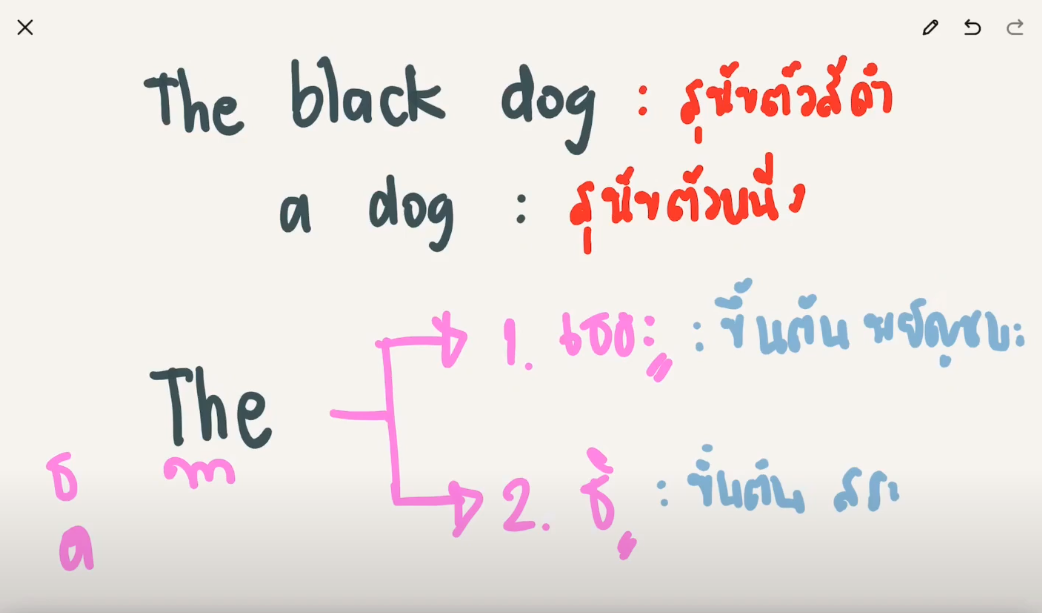 The black dog : สุนัขตัวสีดำ
a dog : สุนัขตัวหนึ่ง
1. เธอะ : ขึ้นต้น พยัญชนะ
The
2. ธิ : ขึ้นต้น สระ
ธ
ด